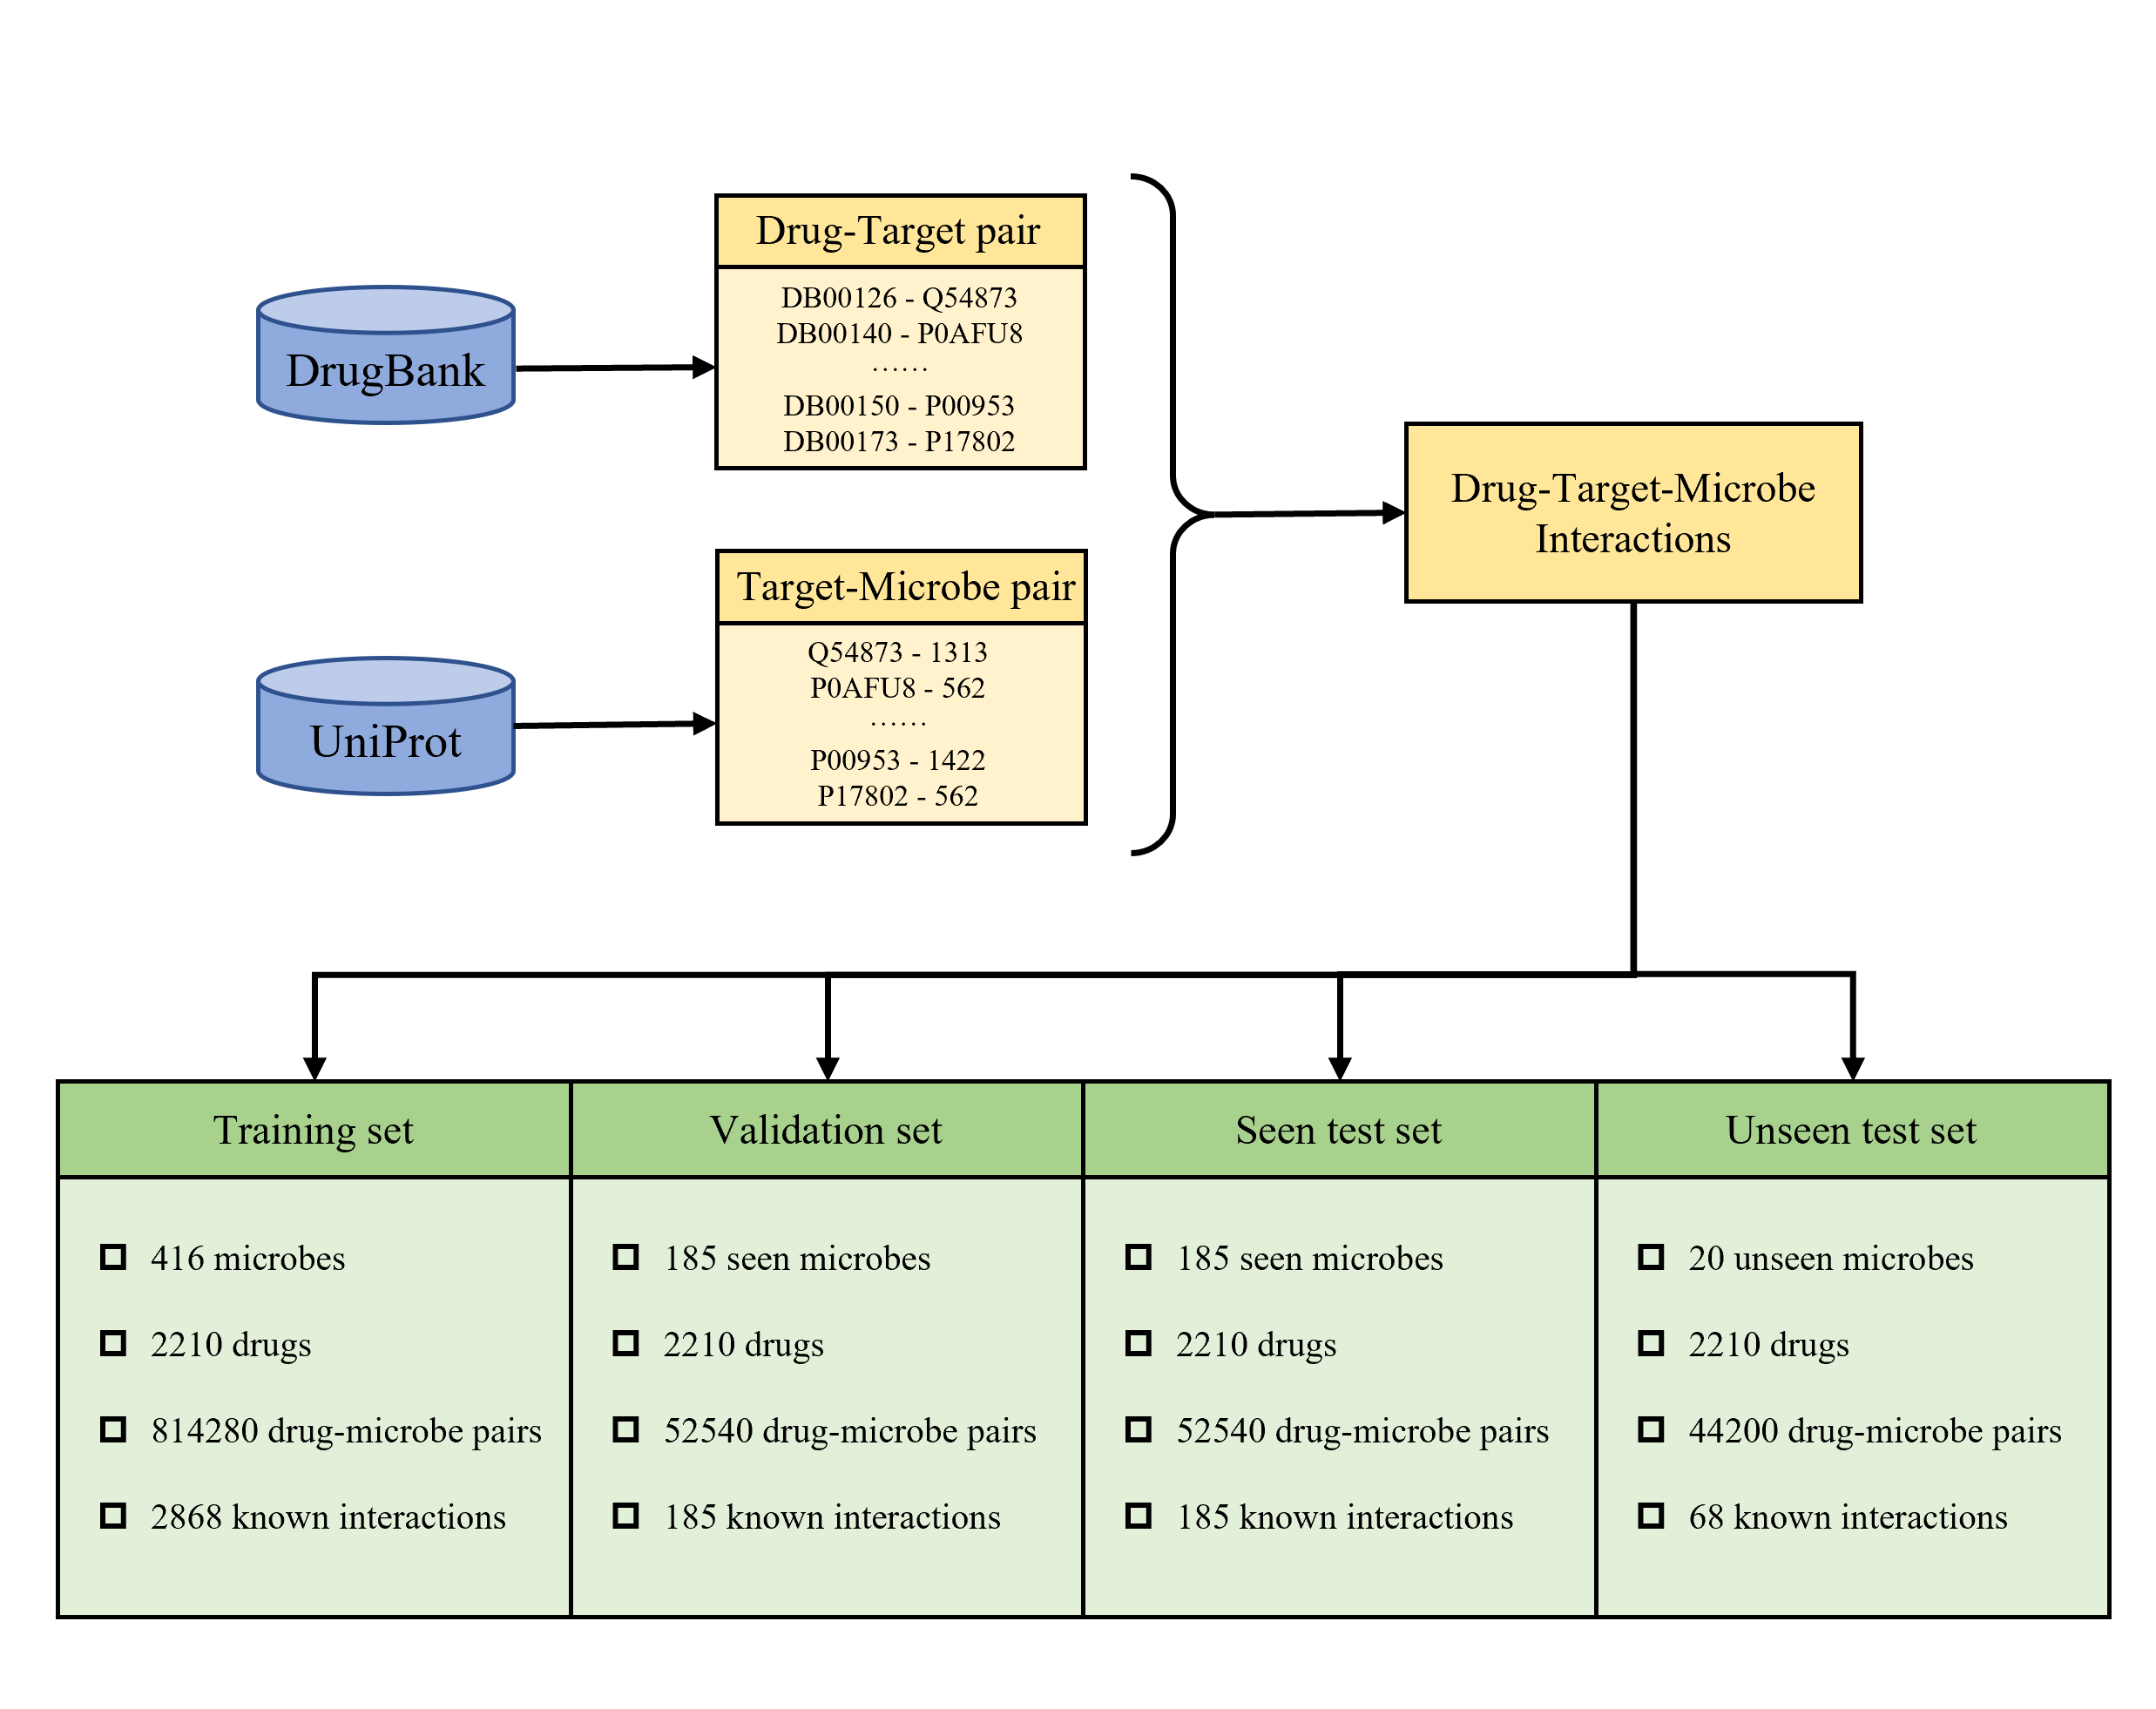 Drug-Target pair
DB00126 - Q54873
DB00140 - P0AFU8
······
DB00150 - P00953
DB00173 - P17802
DrugBank
Drug-Target-Microbe
Interactions
Target-Microbe pair
Q54873 - 1313
P0AFU8 - 562
······
P00953 - 1422
P17802 - 562
UniProt
Training set
416 microbes
2210 drugs
814280 drug-microbe pairs
2868 known interactions
Validation set
185 seen microbes
2210 drugs
52540 drug-microbe pairs
185 known interactions
Seen test set
185 seen microbes
2210 drugs
52540 drug-microbe pairs
185 known interactions
Unseen test set
20 unseen microbes
2210 drugs
44200 drug-microbe pairs
68 known interactions